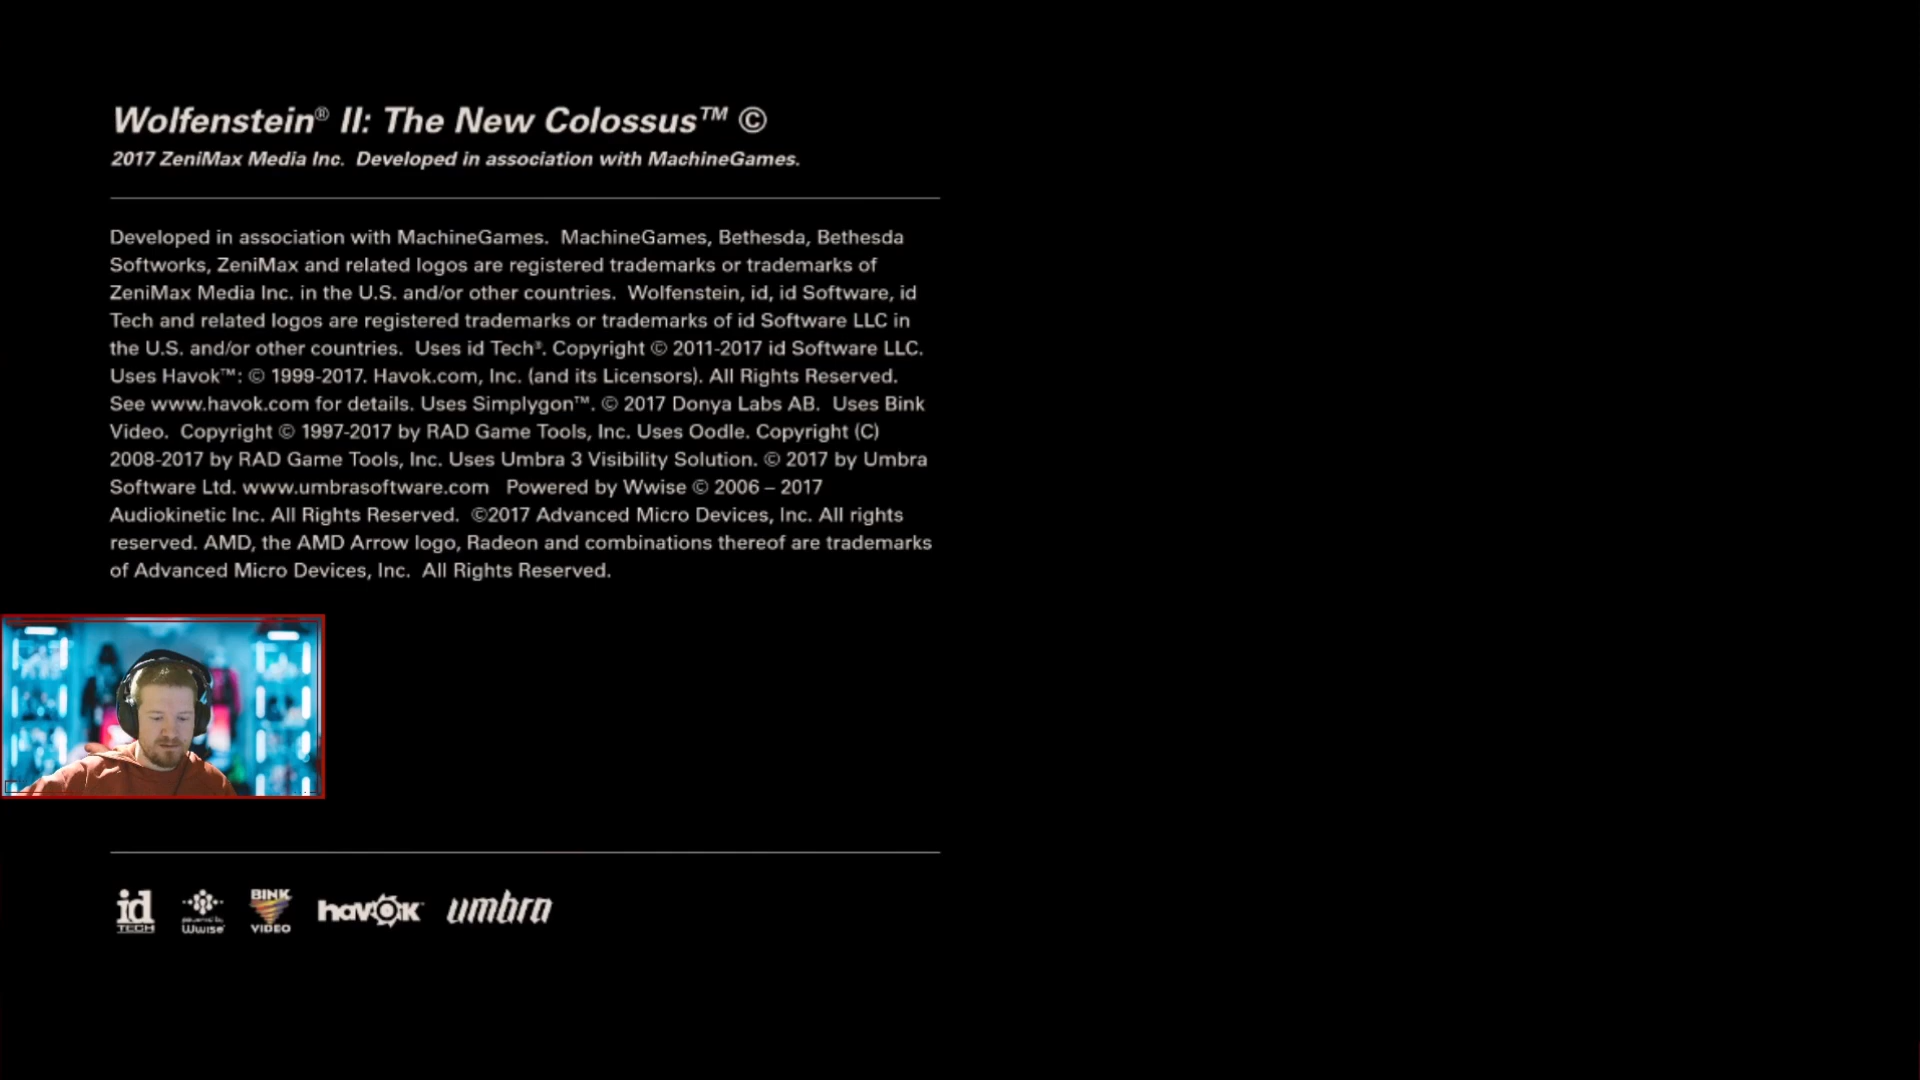 Wolfenstein® II: The New Colossus™ ©
2017 ZeniMax Media Inc.  Developed in association with MachineGames.
Developed in association with MachineGames.  MachineGames, Bethesda, Bethesda
Softworks, ZeniMax and related logos are registered trademarks or trademarks of
ZeniMax Media Inc. in the U.S. and/or other countries.  Wolfenstein, id, id Software, id
Tech and related logos are registered trademarks or trademarks of id Software LLC in
the U.S. and/or other countries.  Uses id Tech®. Copyright © 2011-2017 id Software LLC.
Uses Havok™: © 1999-2017. Havok.com, Inc. (and its Licensors). All Rights Reserved.
See www.havok.com for details. Uses Simplygon™. © 2017 Donya Labs AB.  Uses Bink
Video.  Copyright © 1997-2017 by RAD Game Tools, Inc. Uses Oodle. Copyright (C)
2008-2017 by RAD Game Tools, Inc. Uses Umbra 3 Visibility Solution. © 2017 by Umbra
Software Ltd. www.umbrasoftware.com   Powered by Wwise © 2006 – 2017
Audiokinetic Inc. All Rights Reserved.  ©2017 Advanced Micro Devices, Inc. All rights
reserved. AMD, the AMD Arrow logo, Radeon and combinations thereof are trademarks
of Advanced Micro Devices, Inc.  All Rights Reserved.
id TECH
powered by Wwise
BINK VIDEO
havok
umbra